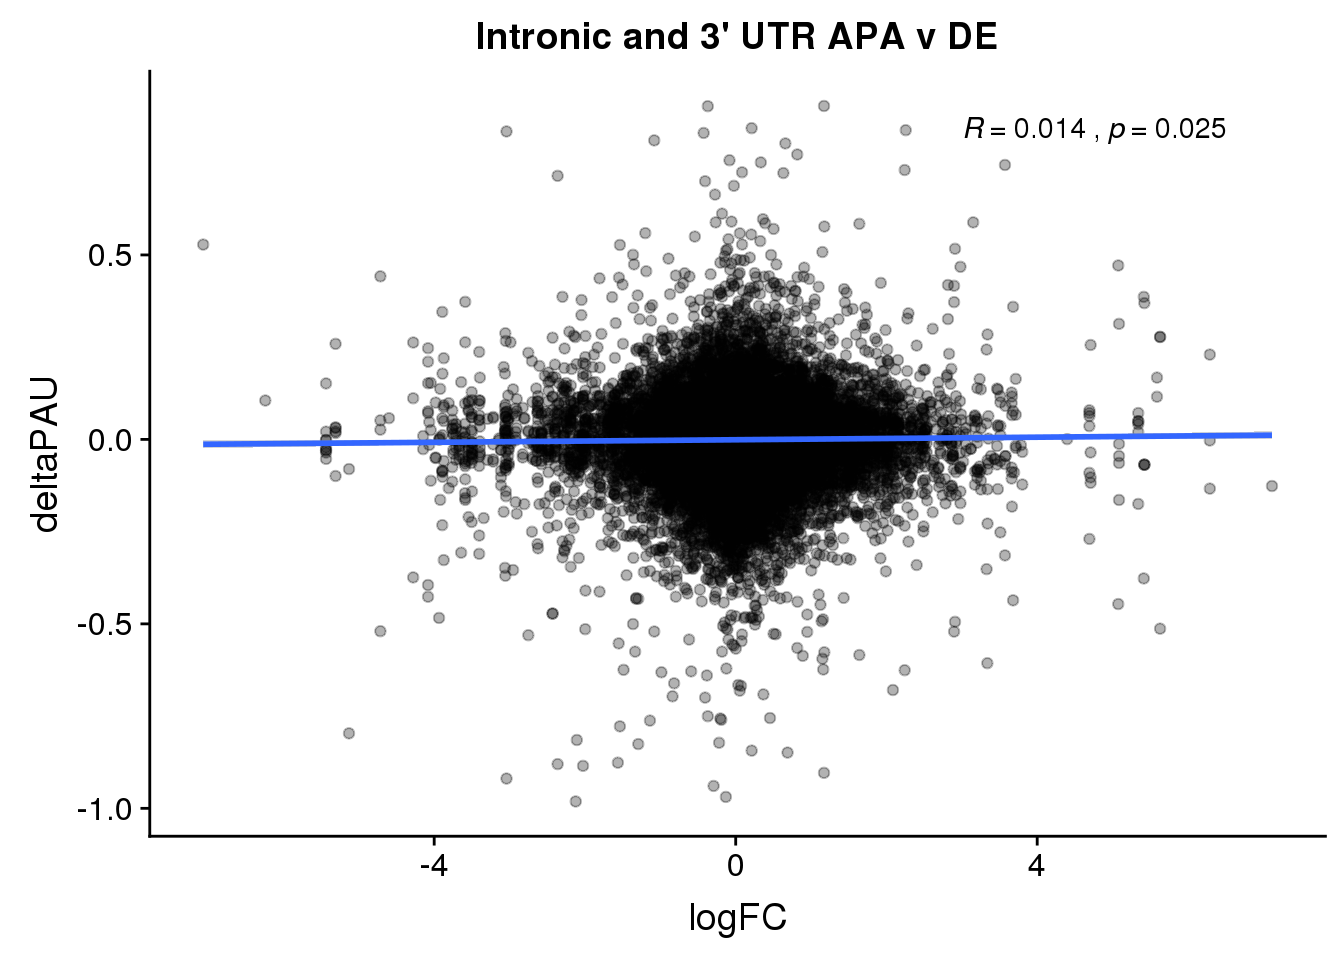 Intronic and 3' UTR APA v DE
R = 0.014 , p = 0.025
deltaPAU
0.5
0.0
-0.5
-1.0
-4 0 4
logFC